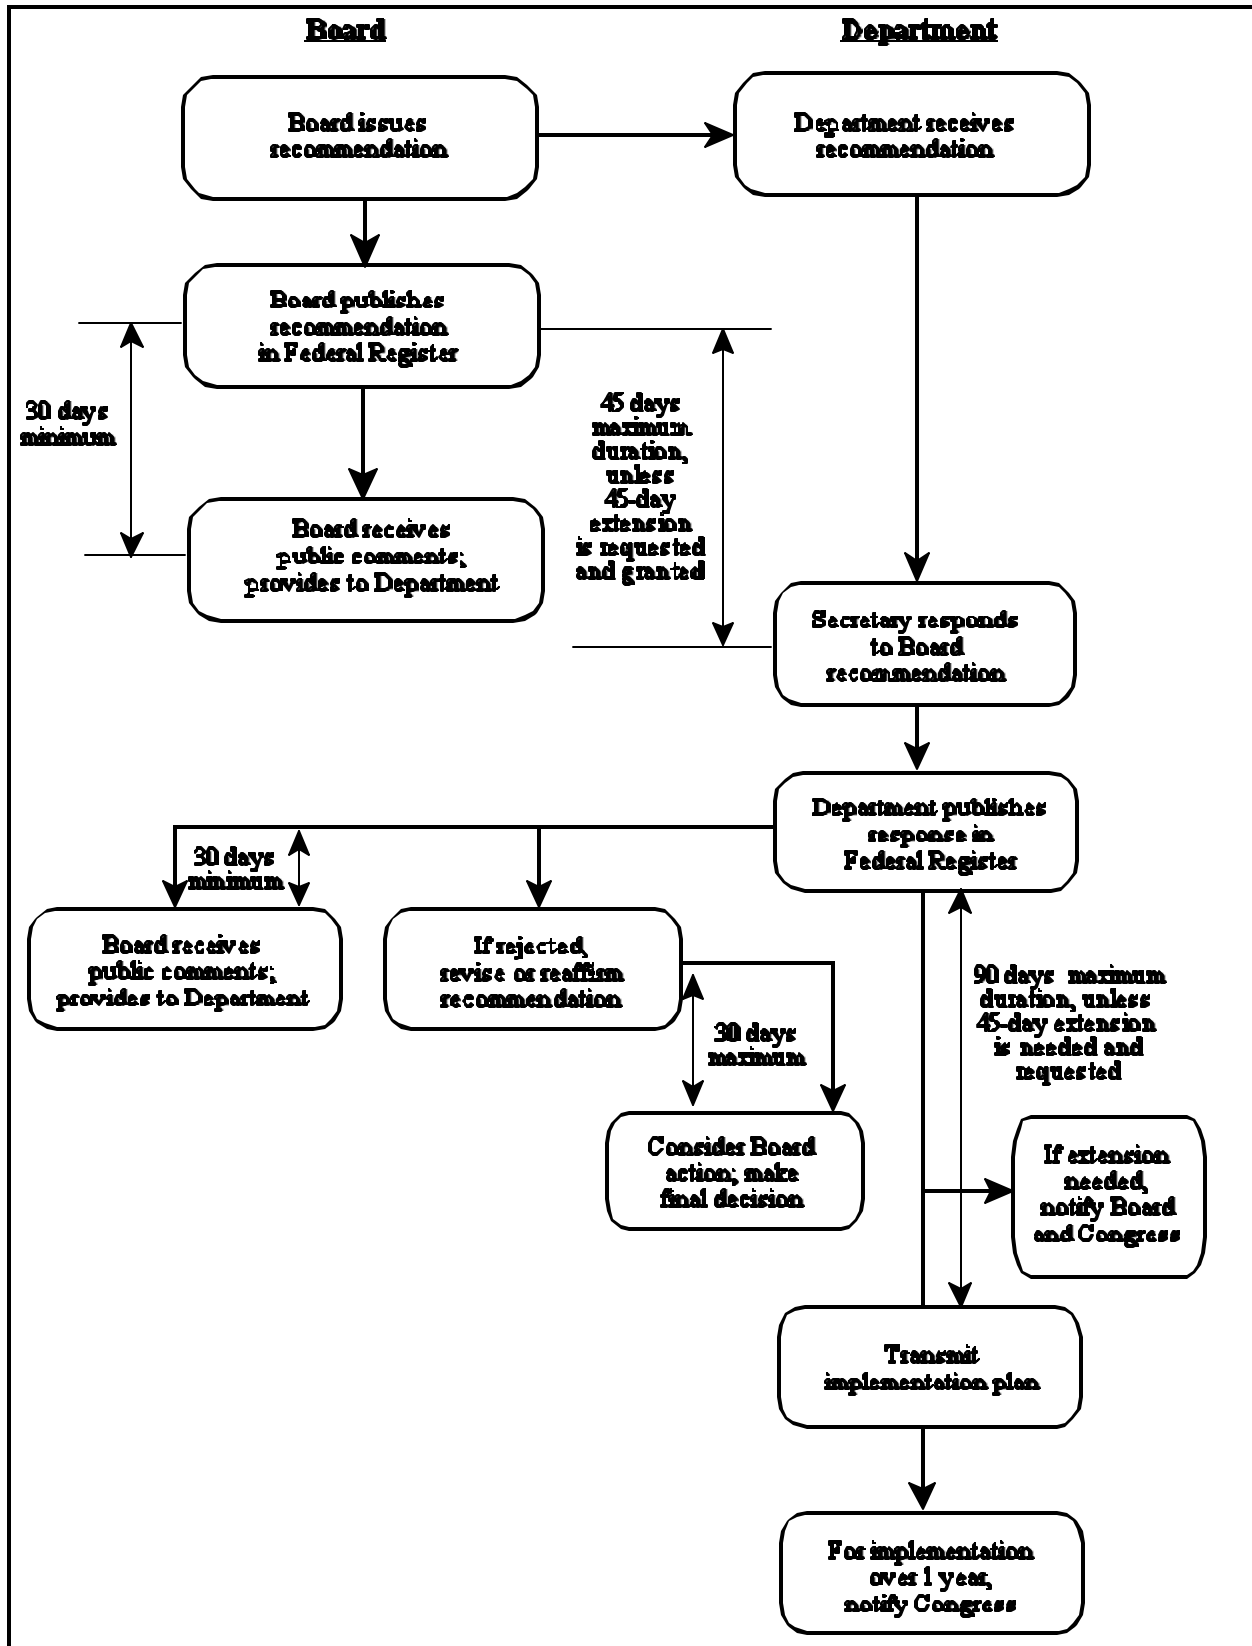 Board
Department
Board issues
recommendation
Department receives
recommendation
Board publishes
recommendation
in Federal Register
30 days
minimum
45 days
maximum
duration,
unless
45-day
extension
is requested
and granted
Board receives
public comments;
provides to Department
Secretary responds
to Board
recommendation
Department publishes
response in
Federal Register
30 days
minimum
Board receives
public comments;
provides to Department
If rejected,
revise or reaffirm
recommendation
90 days maximum
duration, unless
45-day extension
is needed and
requested
30 days
maximum
Consider Board
action; make
final decision
If extension
needed,
notify Board
and Congress
Transmit
implementation plan
For implementation
over 1 year,
notify Congress